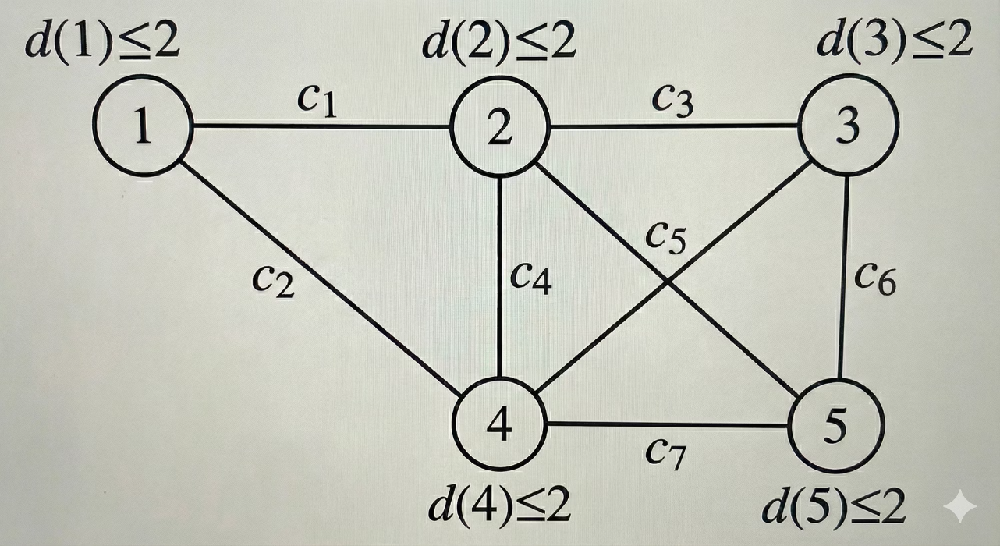 d(1)≤2 d(2)≤2 d(3)≤2
1 c₁ 2 c₃ 3
c₂ c₄ c₅ c₆
4 c₇ 5
d(4)≤2 d(5)≤2